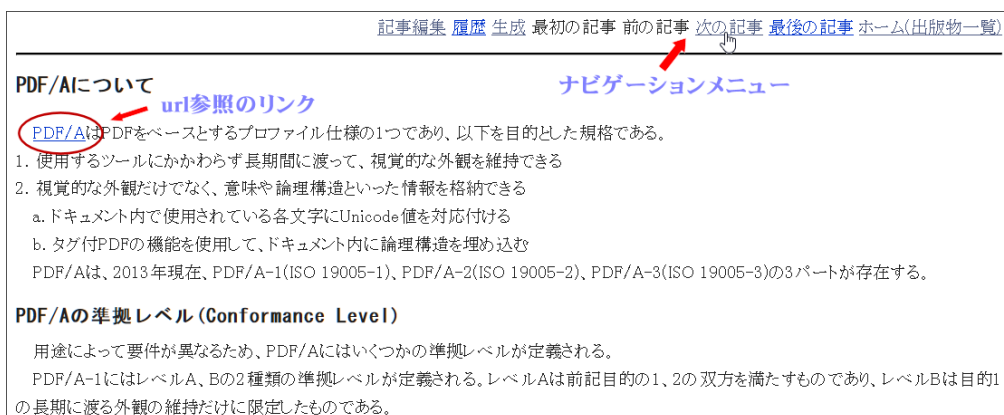 記事編集 履歴 生成 最初の記事 前の記事 次の記事 最後の記事 ホーム(出版物一覧)
PDF/Aについて
ナビゲーションメニュー
url参照のリンク
PDF/AはPDFをベースとするプロファイル仕様の1つであり、以下を目的とした規格である。
1. 使用するツールにかかわらず長期間に渡って、視覚的な外観を維持できる
2. 視覚的な外観だけでなく、意味や論理構造といった情報を格納できる
a. ドキュメント内で使用されている各文字にUnicode値を対応付ける
b. タグ付PDFの機能を使用して、ドキュメント内に論理構造を埋め込む
PDF/Aは、2013年現在、PDF/A-1(ISO 19005-1)、PDF/A-2(ISO 19005-2)、PDF/A-3(ISO 19005-3)の3パートが存在する。
PDF/Aの準拠レベル(Conformance Level)
用途によって要件が異なるため、PDF/Aにはいくつかの準拠レベルが定義される。
PDF/A-1にはレベルA、Bの2種類の準拠レベルが定義される。レベルAは前記目的の1、2の双方を満たすものであり、レベルBは目的1
の長期に渡る外観の維持だけに限定したものである。